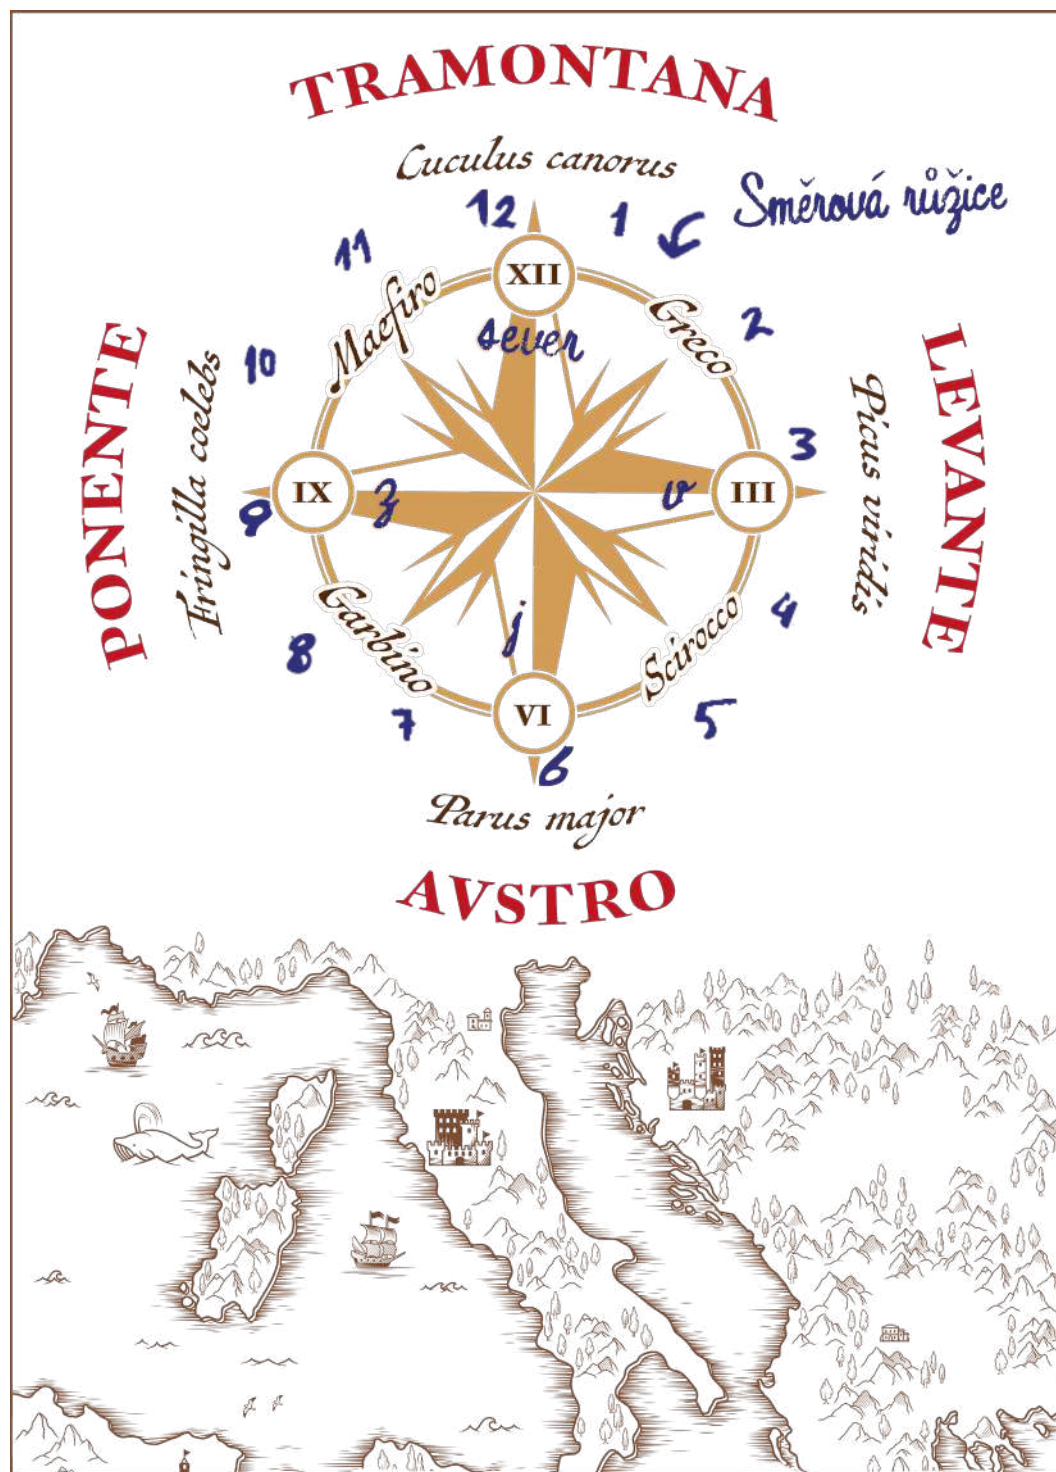 TRAMONTANA
Cuculus canorus
Směrová růžice
12
1
11
XII
Maefiro
sever
Greco
2
10
PONENTE
Fringilla coelebs
LEVANTE
Picus viridis
3
IX
z
v
III
9
Garbino
j
Scirocco
4
8
7
VI
5
6
Parus major
AVSTRO